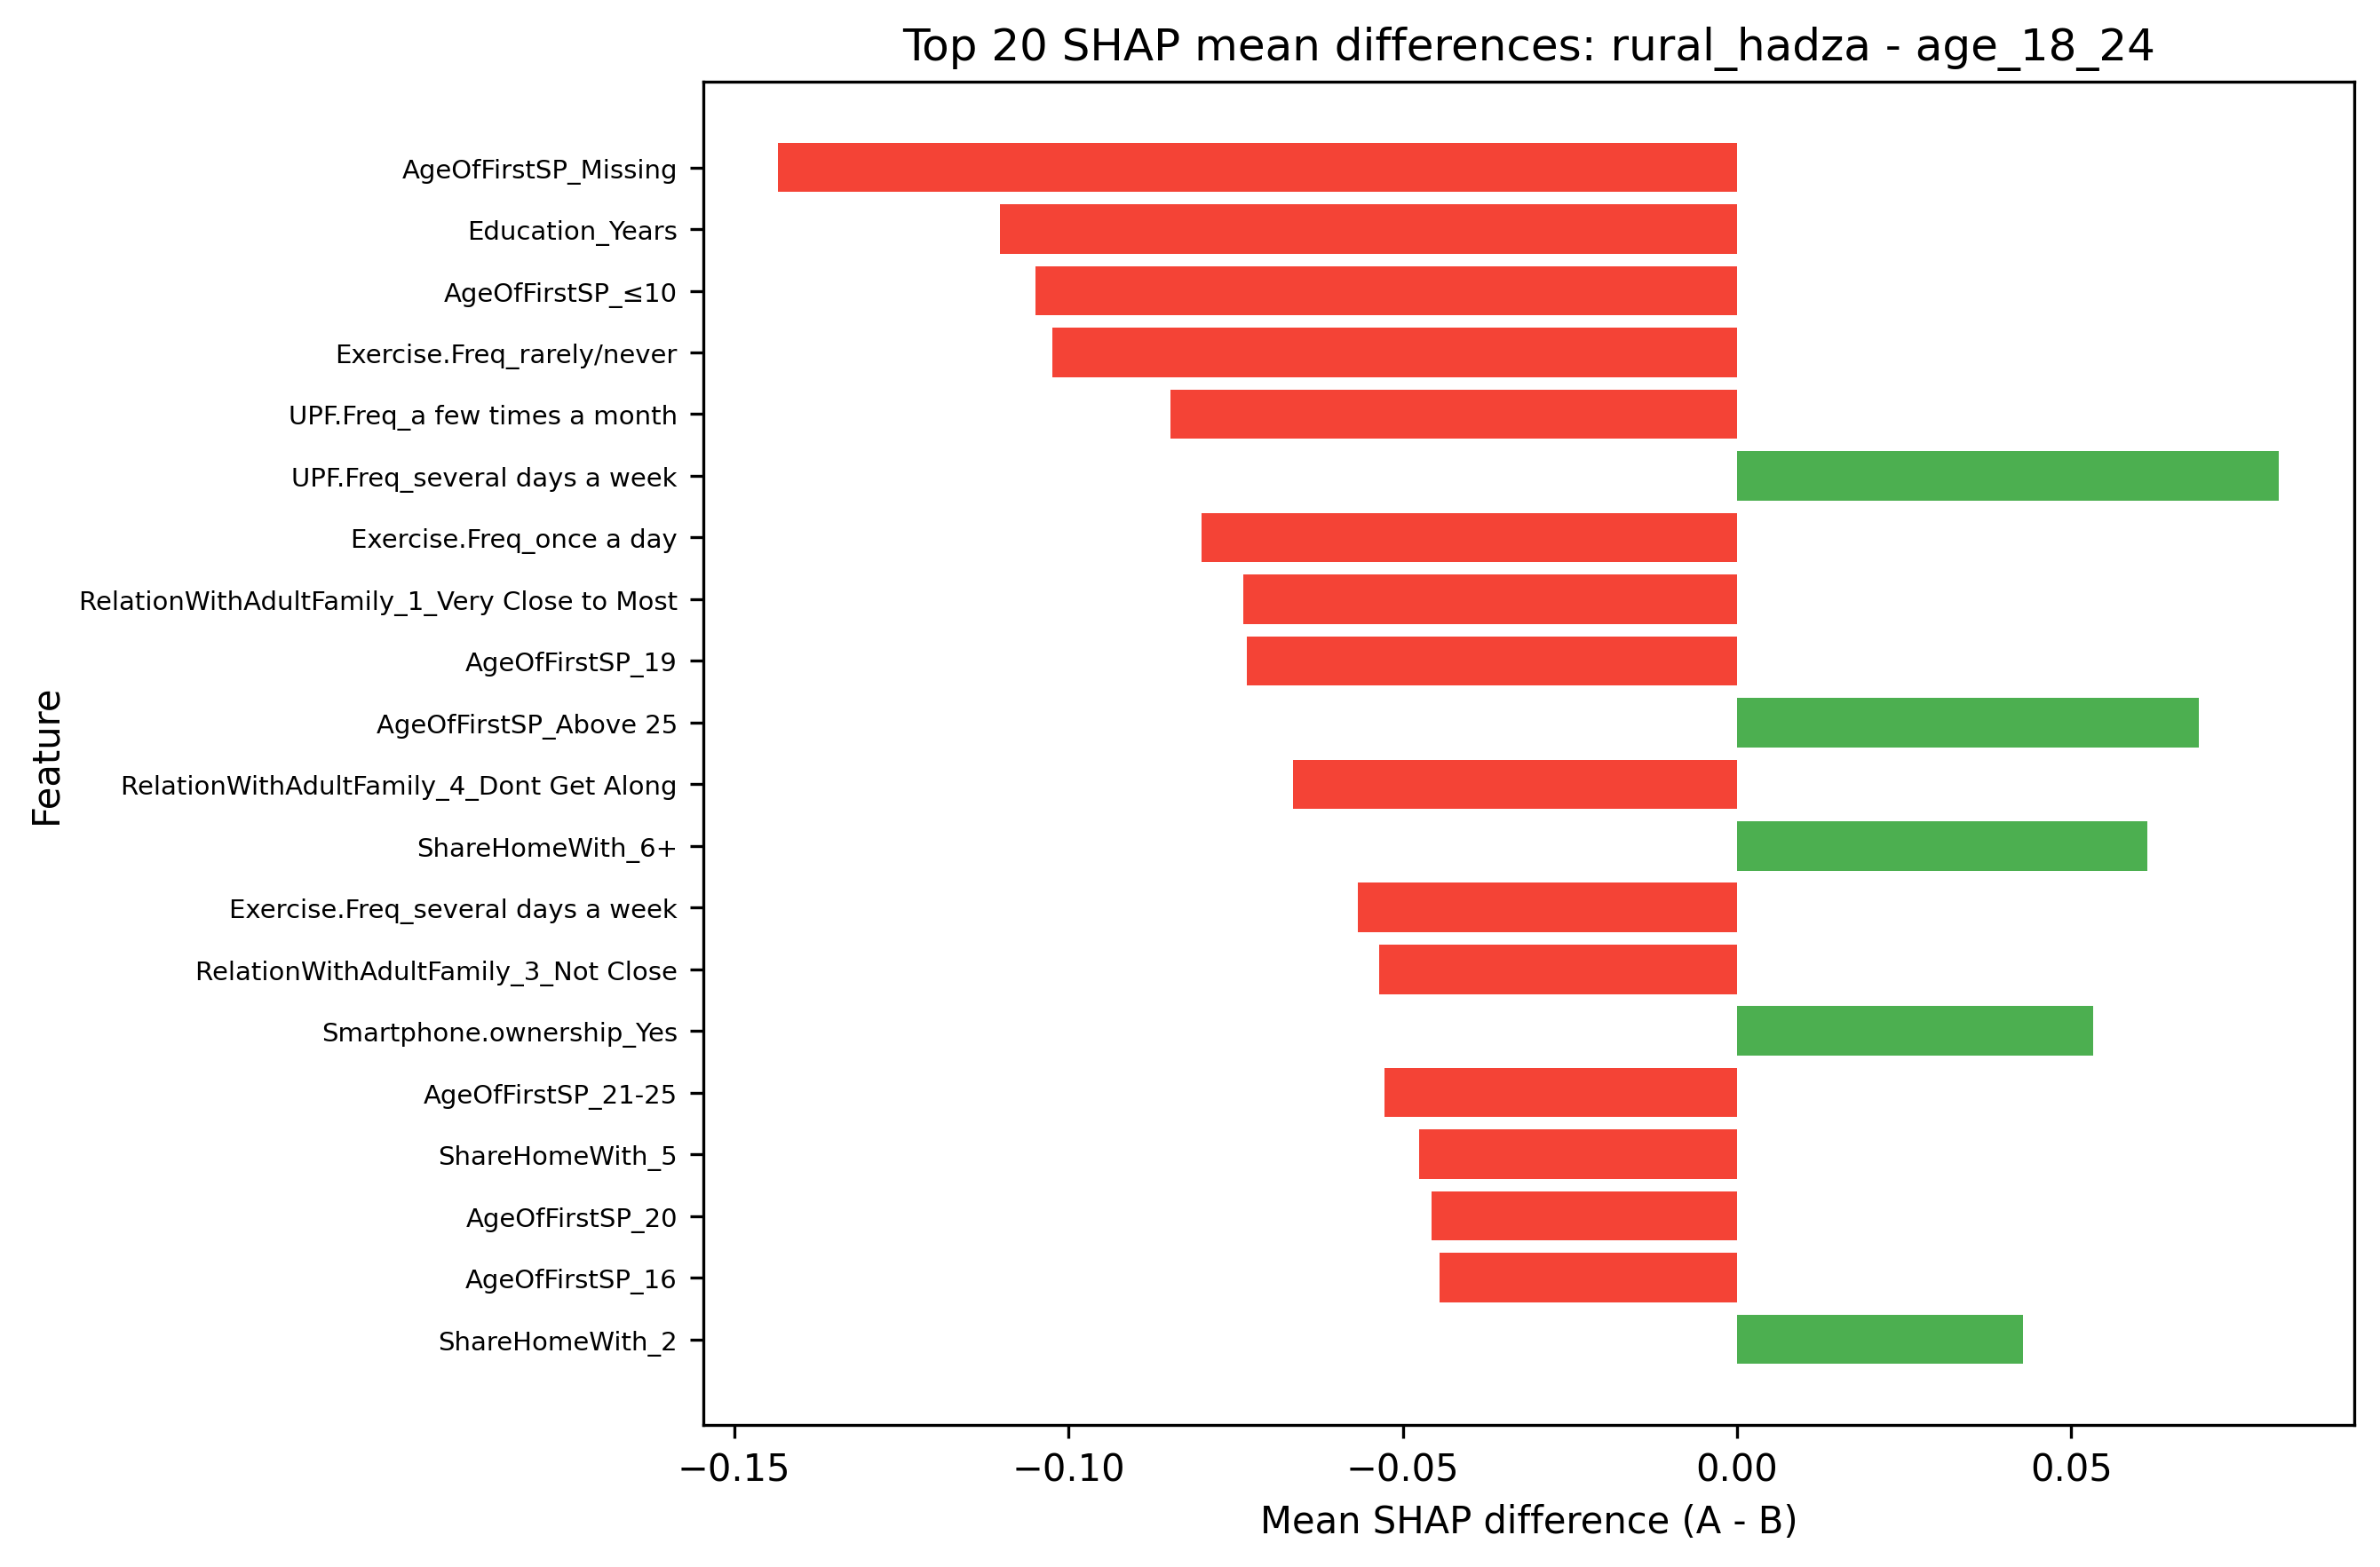 Top 20 SHAP mean differences: rural_hadza - age_18_24
AgeOfFirstSP_Missing
Education_Years
AgeOfFirstSP_≤10
Exercise.Freq_rarely/never
UPF.Freq_a few times a month
UPF.Freq_several days a week
Exercise.Freq_once a day
RelationWithAdultFamily_1_Very Close to Most
AgeOfFirstSP_19
AgeOfFirstSP_Above 25
RelationWithAdultFamily_4_Dont Get Along
ShareHomeWith_6+
Exercise.Freq_several days a week
RelationWithAdultFamily_3_Not Close
Smartphone.ownership_Yes
AgeOfFirstSP_21-25
ShareHomeWith_5
AgeOfFirstSP_20
AgeOfFirstSP_16
ShareHomeWith_2
Feature
−0.15 −0.10 −0.05 0.00 0.05
Mean SHAP difference (A - B)